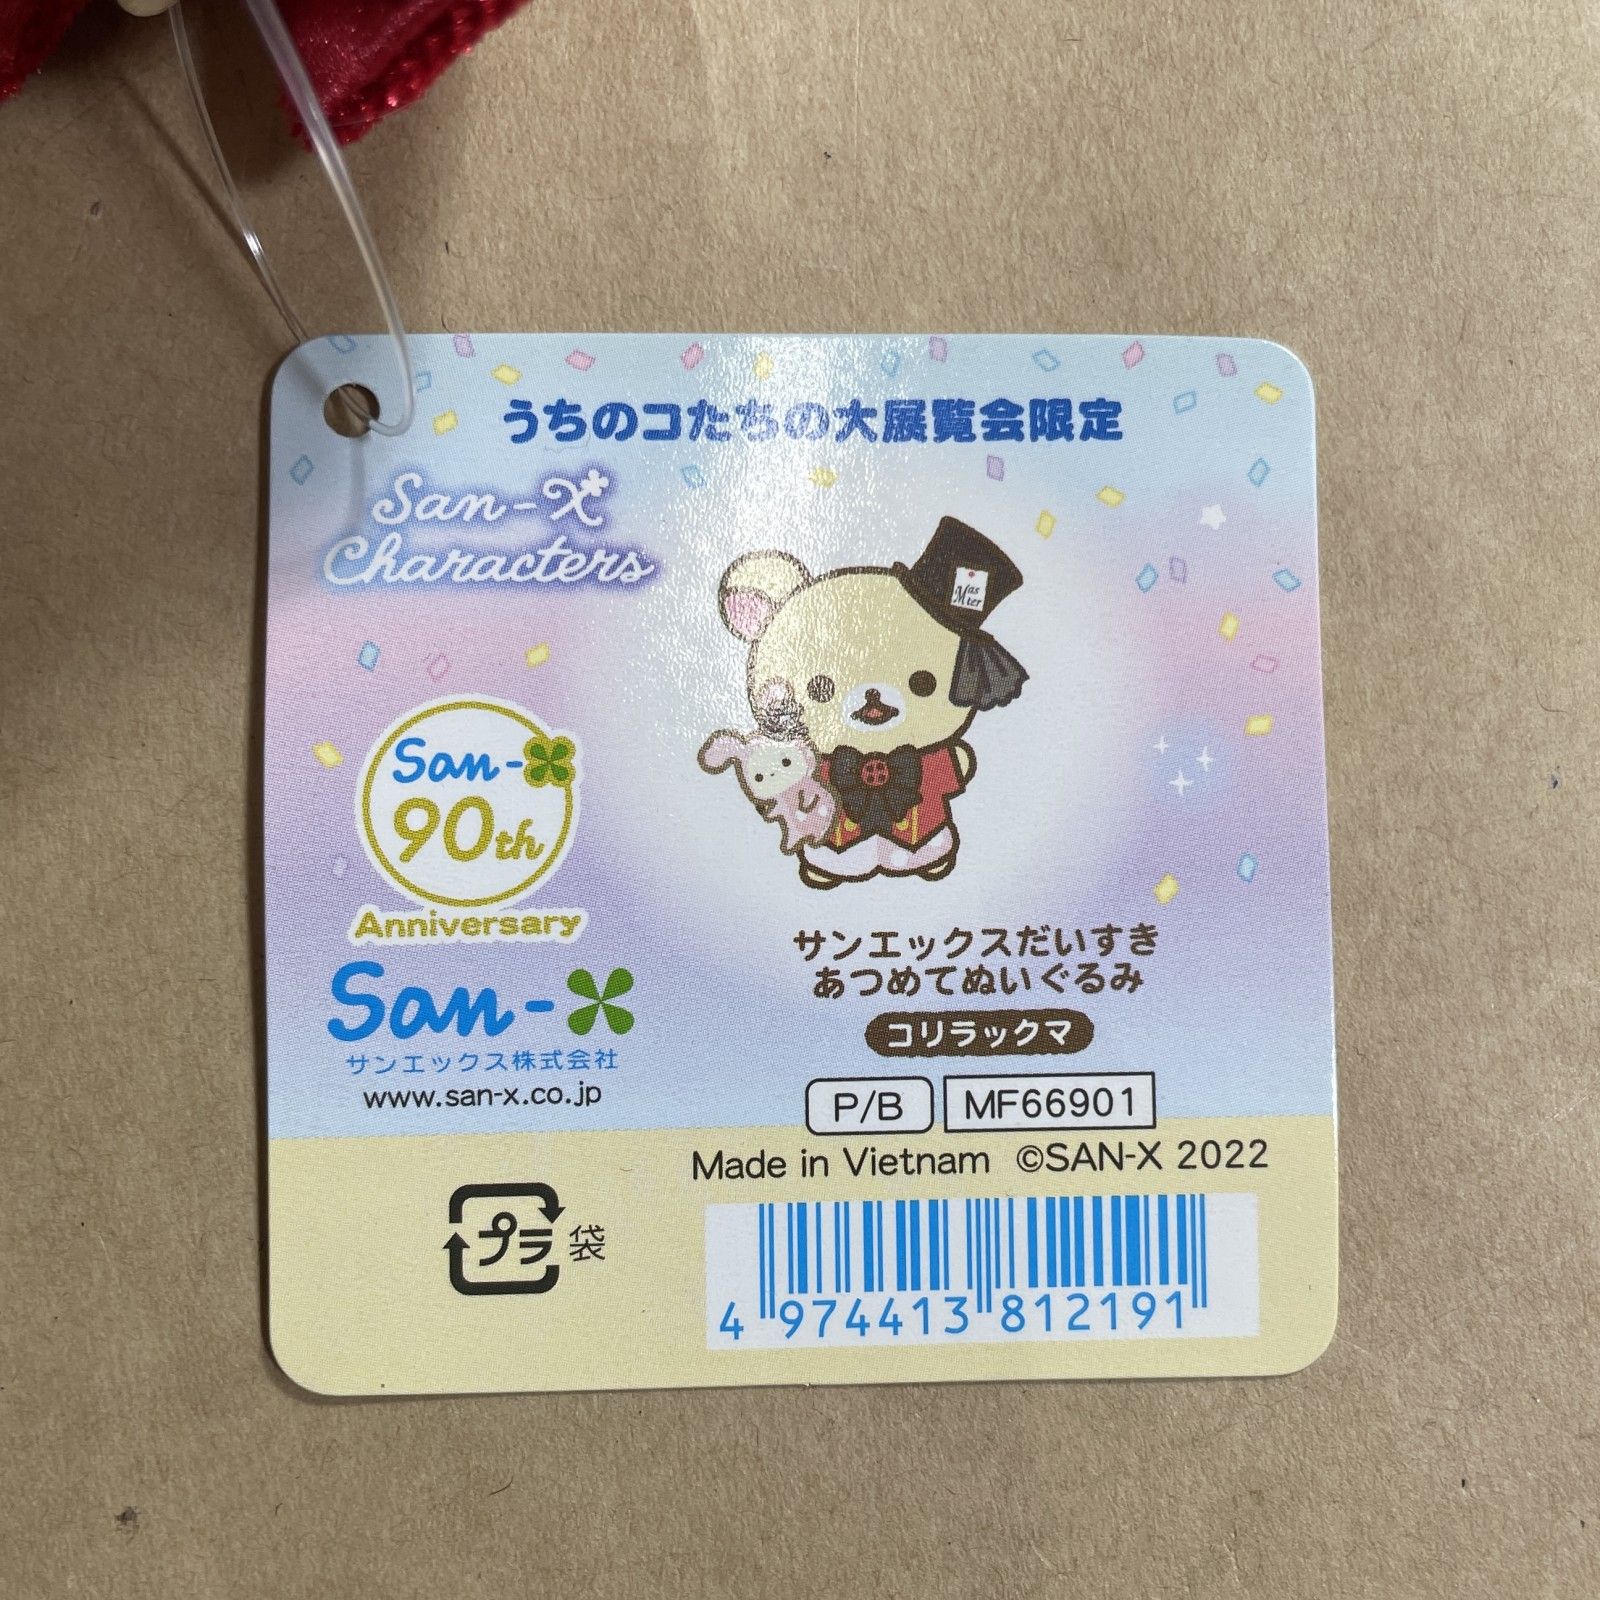 うちのコたちの大展覧会限定
San-X
Characters
Mas
ter
San-X
90th
Anniversary
San-X
サンエックス株式会社
www.san-x.co.jp
サンエックスだいすき
あつめてぬいぐるみ
コリラックマ
P/B MF66901
Made in Vietnam ©SAN-X 2022
プラ 袋
4 974413 812191